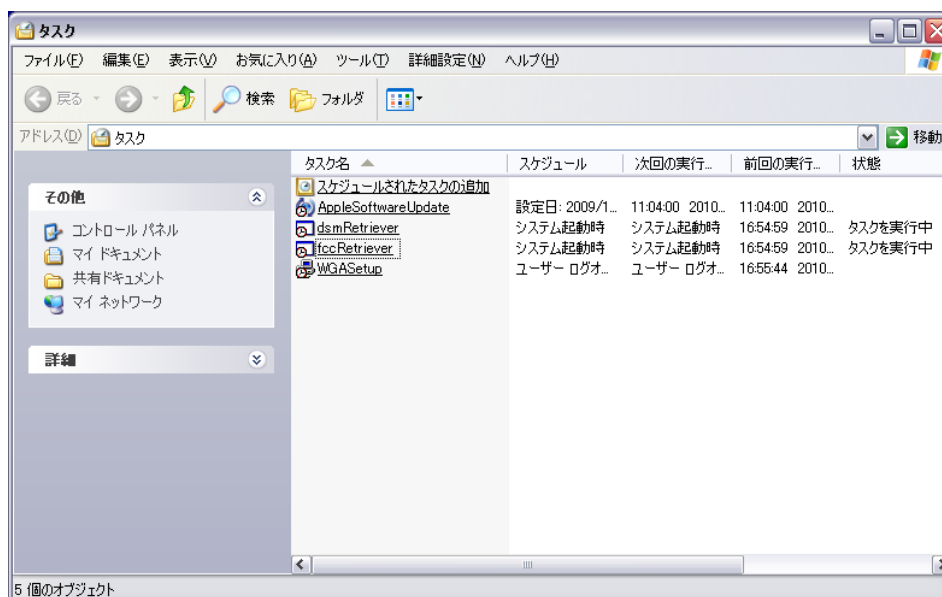 タスク
ファイル(F) 編集(E) 表示(V) お気に入り(A) ツール(T) 詳細設定(N) ヘルプ(H)
戻る 検索 フォルダ
アドレス(D) タスク 移動
タスク名 スケジュール 次回の実行... 前回の実行... 状態
スケジュールされたタスクの追加
AppleSoftwareUpdate 設定日: 2009/1... 11:04:00 2010... 11:04:00 2010...
dsmRetriever システム起動時 システム起動時 16:54:59 2010... タスクを実行中
fccRetriever システム起動時 システム起動時 16:54:59 2010... タスクを実行中
WGASetup ユーザー ログオ... ユーザー ログオ... 16:55:44 2010...
その他
コントロール パネル
マイ ドキュメント
共有ドキュメント
マイ ネットワーク
詳細
5 個のオブジェクト